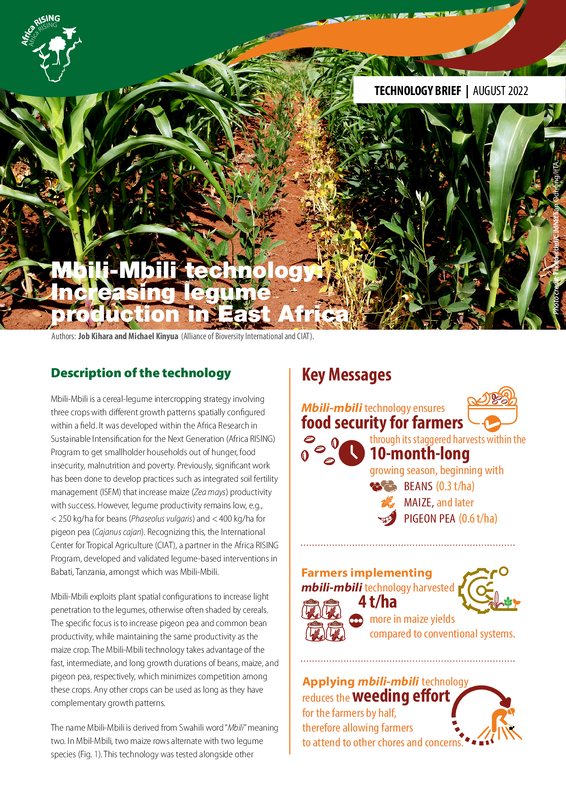 Africa RISING
Africa RISING
TECHNOLOGY BRIEF | AUGUST 2022
Mbili-Mbili technology:
Increasing legume
production in East Africa
Authors: Job Kihara and Michael Kinyua (Alliance of Bioversity International and CIAT).
Description of the technology
Mbili-Mbili is a cereal-legume intercropping strategy involving
three crops with different growth patterns spatially configured
within a field. It was developed within the Africa Research in
Sustainable Intensification for the Next Generation (Africa RISING)
Program to get smallholder households out of hunger, food
insecurity, malnutrition and poverty. Previously, significant work
has been done to develop practices such as integrated soil fertility
management (ISFM) that increase maize (Zea mays) productivity
with success. However, legume productivity remains low, e.g.,
< 250 kg/ha for beans (Phaseolus vulgaris) and < 400 kg/ha for
pigeon pea (Cajanus cajan). Recognizing this, the International
Center for Tropical Agriculture (CIAT), a partner in the Africa RISING
Program, developed and validated legume-based interventions in
Babati, Tanzania, amongst which was Mbili-Mbili.
Mbili-Mbili exploits plant spatial configurations to increase light
penetration to the legumes, otherwise often shaded by cereals.
The specific focus is to increase pigeon pea and common bean
productivity, while maintaining the same productivity as the
maize crop. The Mbili-Mbili technology takes advantage of the
fast, intermediate, and long growth durations of beans, maize, and
pigeon pea, respectively, which minimizes competition among
these crops. Any other crops can be used as long as they have
complementary growth patterns.
The name Mbili-Mbili is derived from Swahili word "Mbili" meaning
two. In Mbil-Mbili, two maize rows alternate with two legume
species (Fig. 1). This technology was tested alongside other
Key Messages
Mbili-mbili technology ensures
food security for farmers
through its staggered harvests within the
10-month-long
growing season, beginning with
BEANS (0.3 t/ha)
MAIZE, and later
PIGEON PEA (0.6 t/ha)
Farmers implementing
mbili-mbili technology harvested
4 t/ha
more in maize yields
compared to conventional systems.
Applying mbili-mbili technology
reduces the weeding effort
for the farmers by half,
therefore allowing farmers
to attend to other chores and concerns.